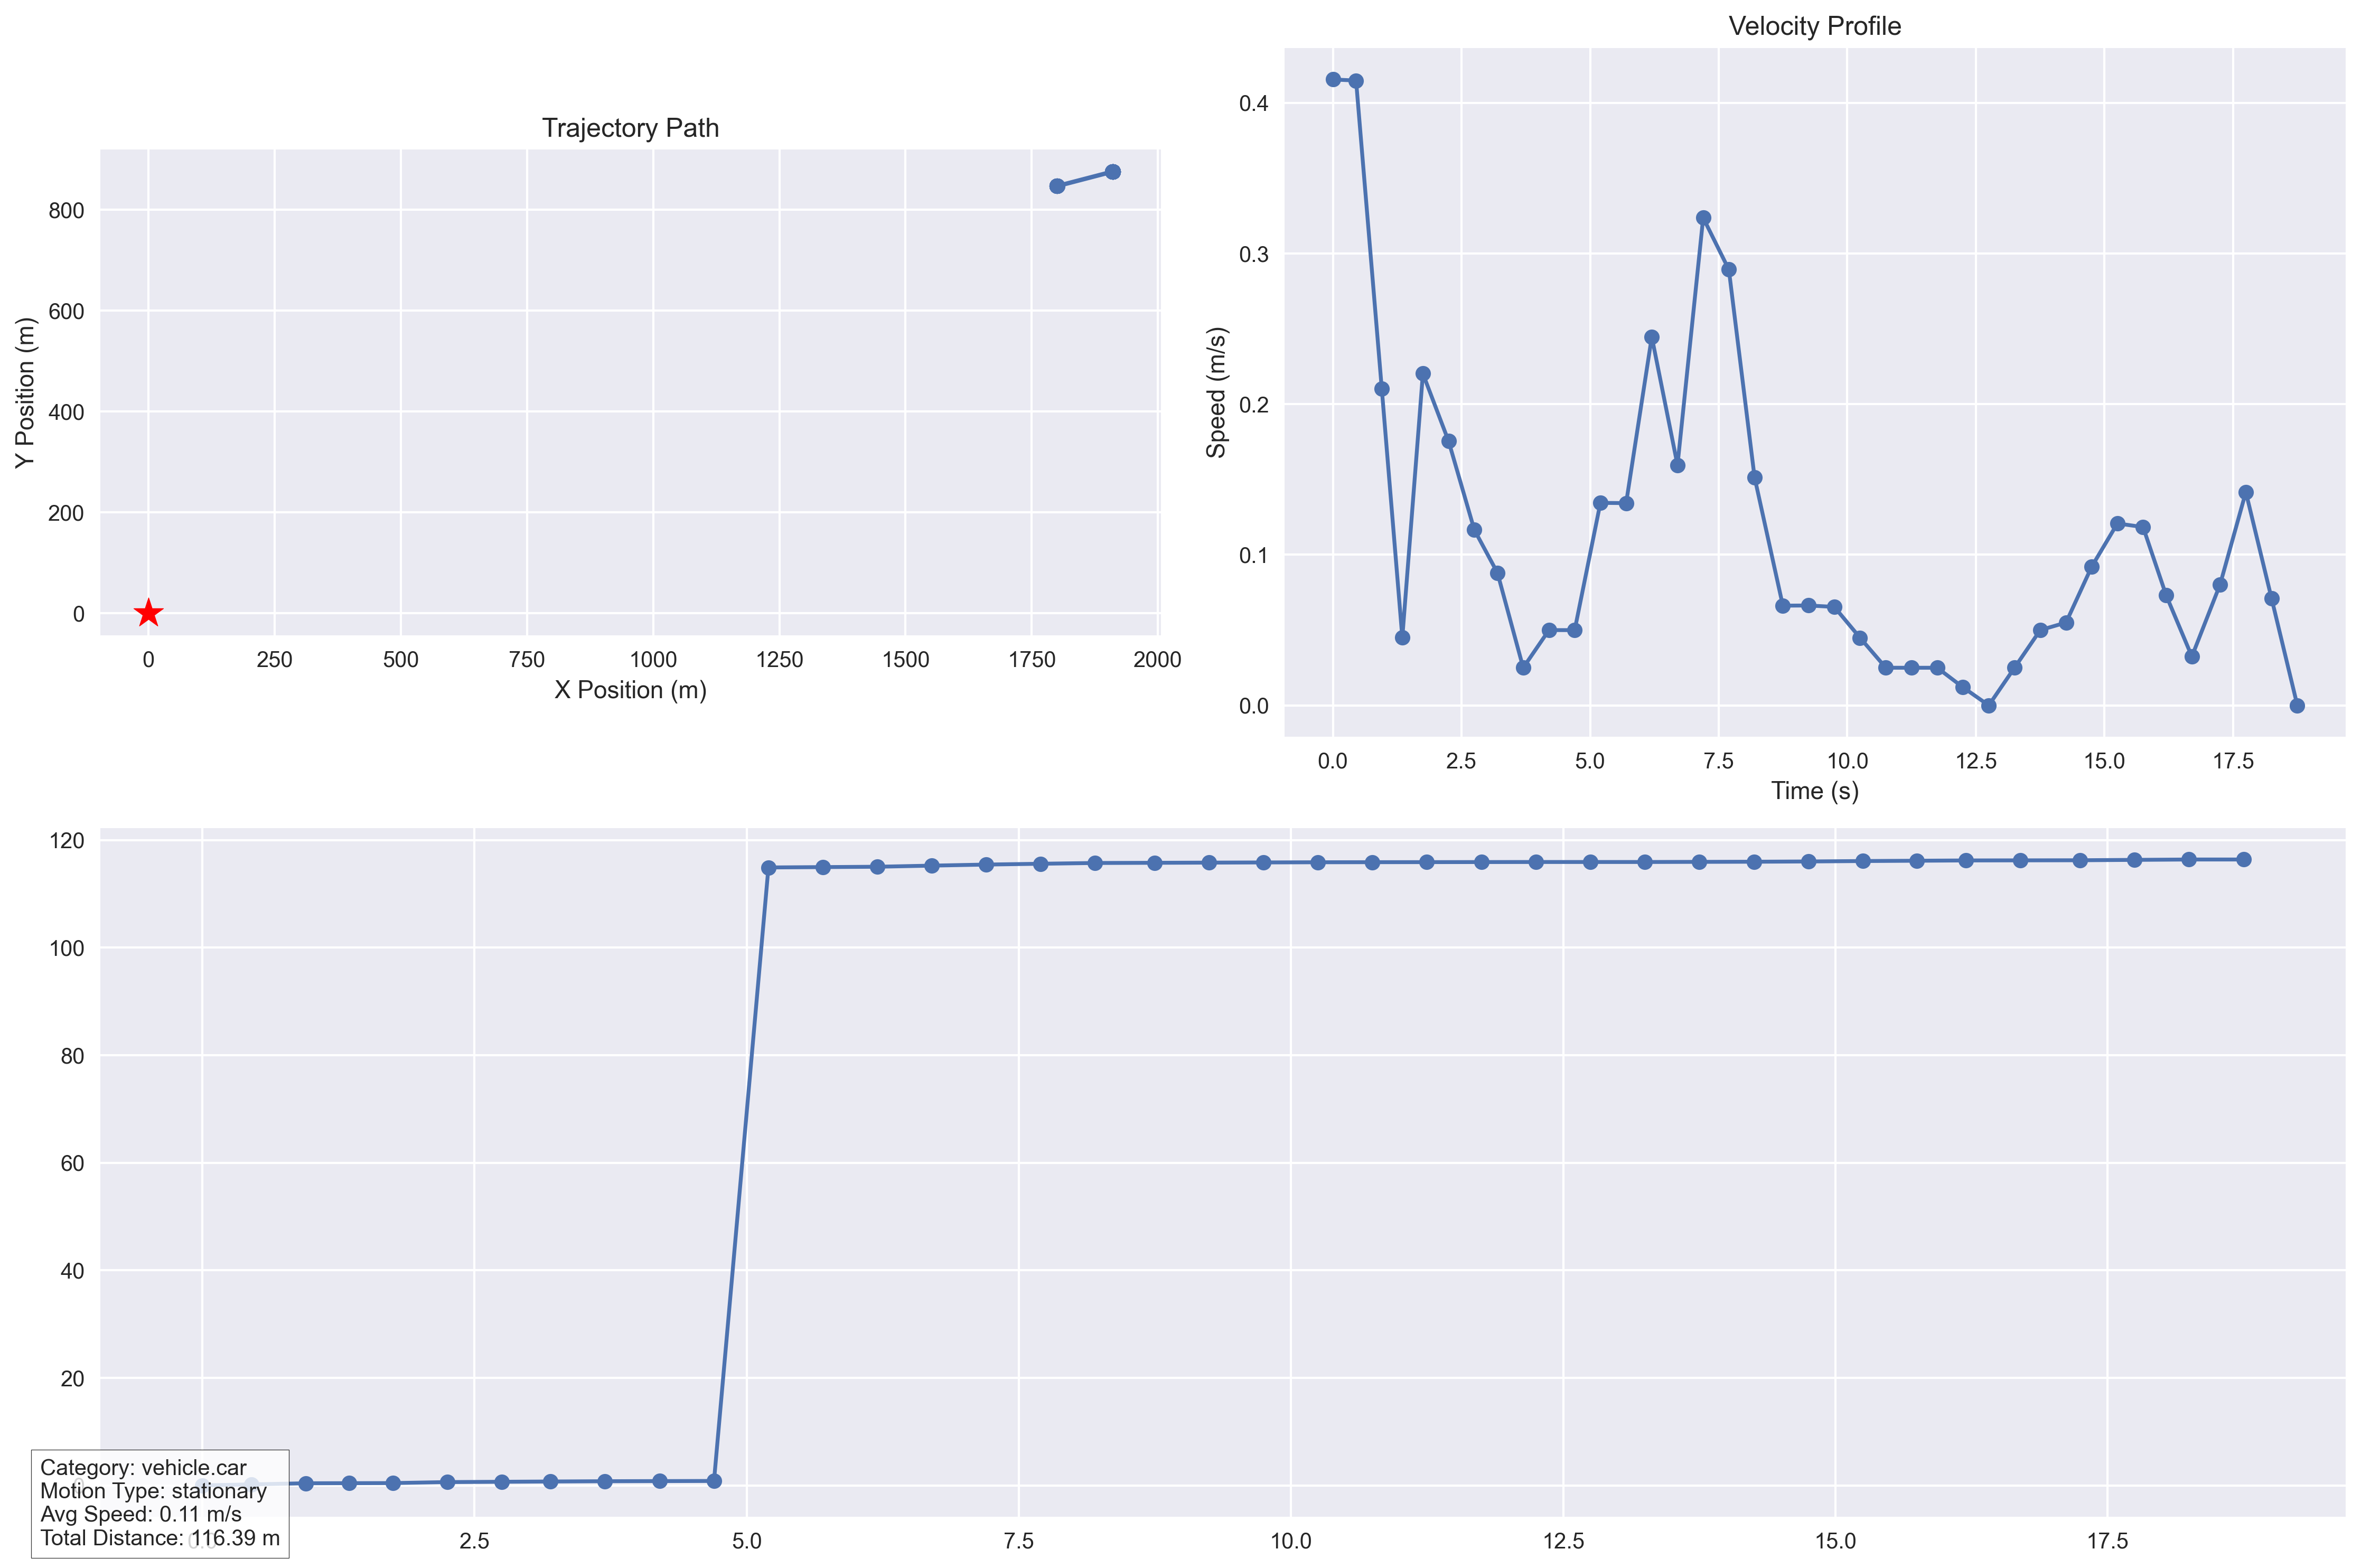 Trajectory Path
Y Position (m)
800
600
400
200
0
0 250 500 750 1000 1250 1500 1750 2000
X Position (m)
Velocity Profile
Speed (m/s)
0.4
0.3
0.2
0.1
0.0
0.0 2.5 5.0 7.5 10.0 12.5 15.0 17.5
Time (s)
120
100
80
60
40
20
0
0.0 2.5 5.0 7.5 10.0 12.5 15.0 17.5
Category: vehicle.car
Motion Type: stationary
Avg Speed: 0.11 m/s
Total Distance: 116.39 m